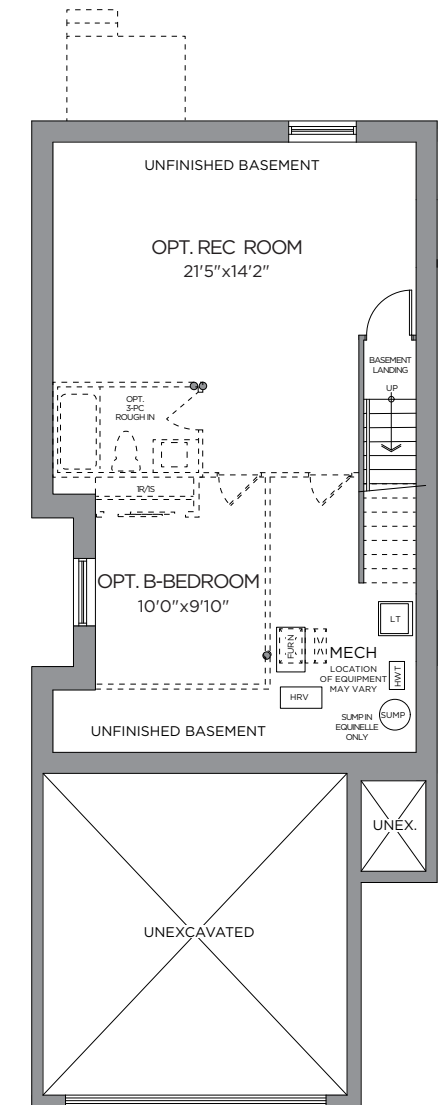 UNFINISHED BASEMENT
OPT. REC ROOM
21'5"x14'2"
BASEMENT
LANDING
UP
OPT.
3-PC
ROUGH IN
1R/1S
OPT. B-BEDROOM
10'0"x9'10"
LT
FURN
MECH
LOCATION
OF EQUIPMENT
MAY VARY
HWT
HRV
SUMP IN
EQUINELLE
ONLY
SUMP
UNFINISHED BASEMENT
UNEX.
UNEXCAVATED